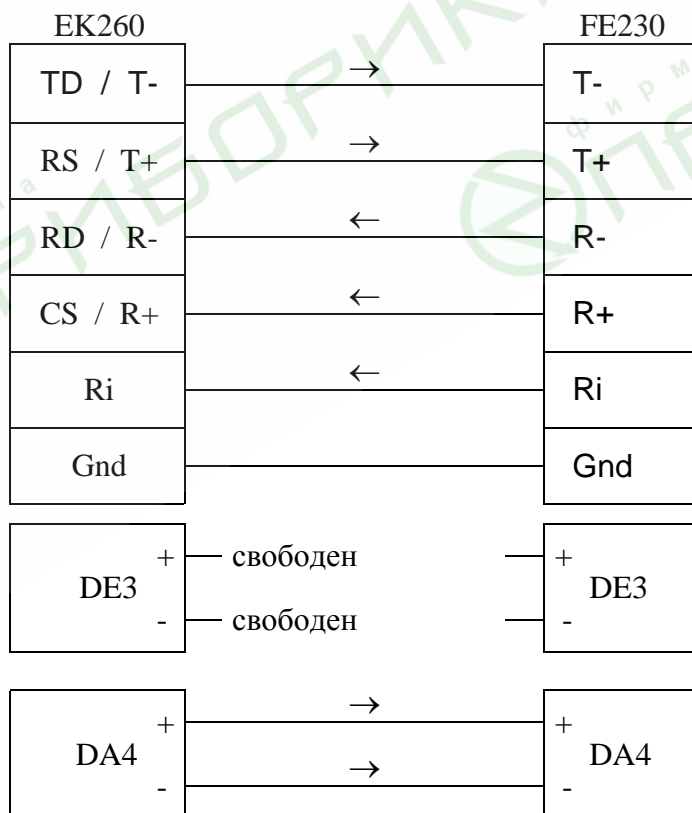 EK260 FE230
TD / T- → T-
RS / T+ → T+
RD / R- ← R-
CS / R+ ← R+
Ri ← Ri
Gnd Gnd
+ свободен +
DE3 DE3
- свободен -
+ → +
DA4 DA4
- → -